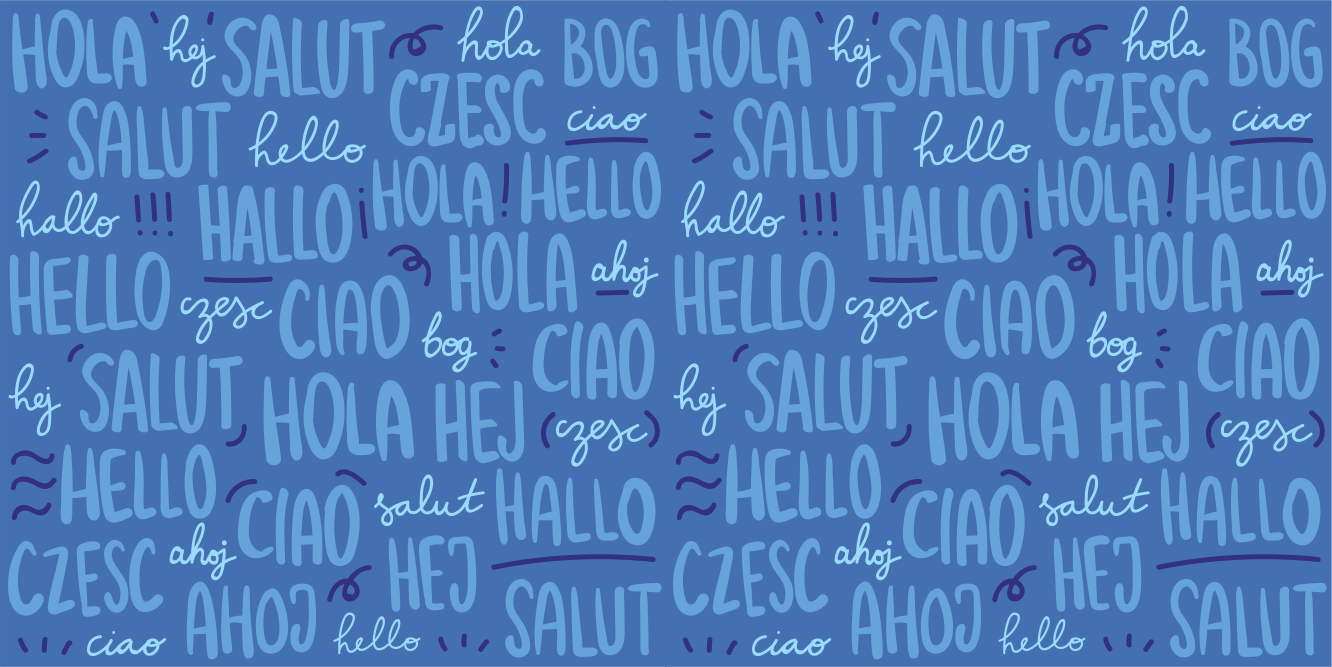 HOLA hej SALUT hola BOG HOLA hej SALUT hola BOG
SALUT hello CZESC ciao SALUT hello CZESC ciao
hallo !!! HALLO ¡HOLA! HELLO hallo !!! HALLO ¡HOLA! HELLO
HELLO czesc CIAO HOLA ahoj HELLO czesc CIAO HOLA ahoj
bog CIAO bog CIAO
hej SALUT HOLA HEJ (czesc) hej SALUT HOLA HEJ (czesc)
HELLO CIAO salut HALLO HELLO CIAO salut HALLO
CZESC ahoj HEJ CZESC ahoj HEJ
ciao AHOJ hello SALUT ciao AHOJ hello SALUT